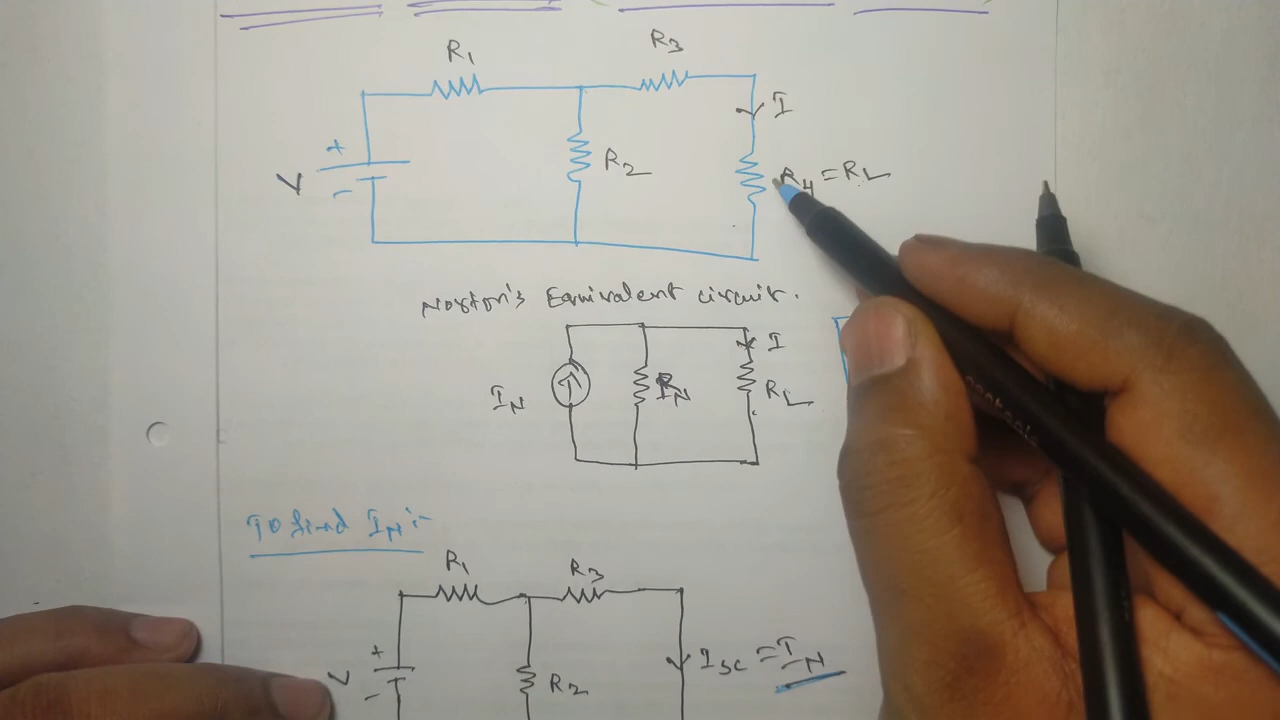 R1
R3
I
+
V
-
R2
R4 = RL
Norton's Equivalent circuit.
I
IN
RN
RL
To find IN:-
R1
R3
+
V
-
R2
ISC = IN